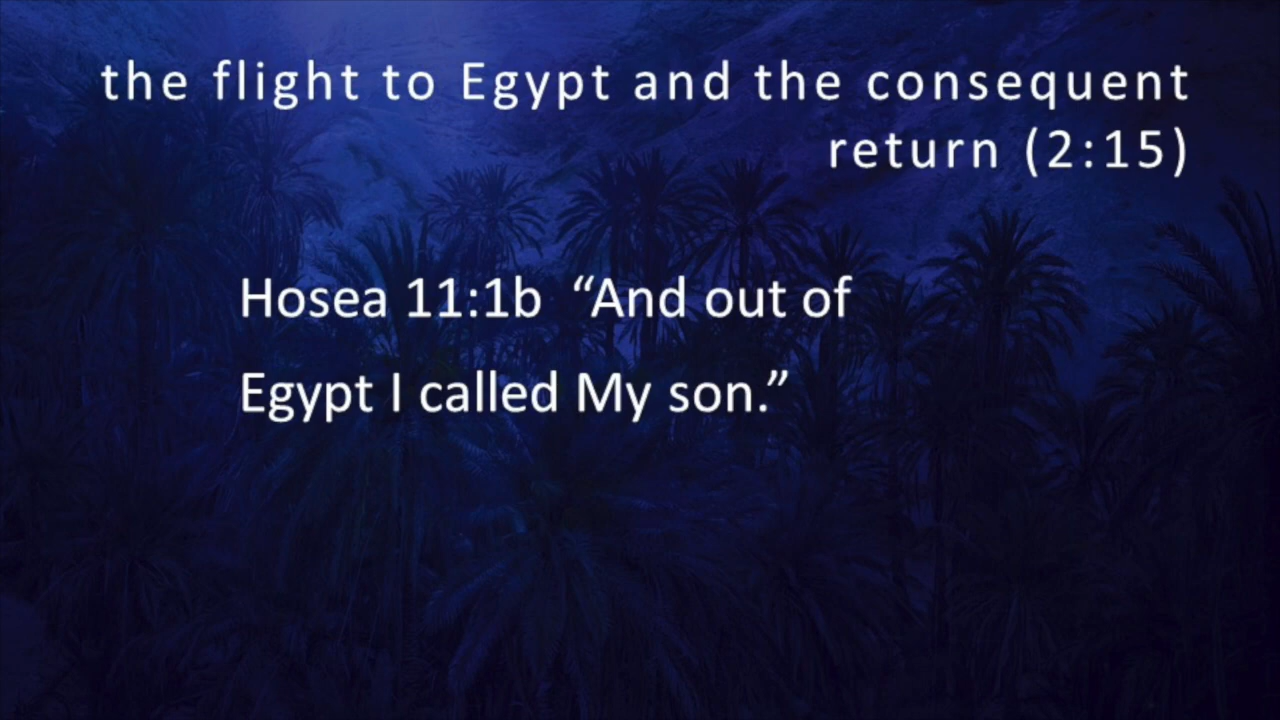 the flight to Egypt and the consequent
return (2:15)
Hosea 11:1b “And out of
Egypt I called My son.”